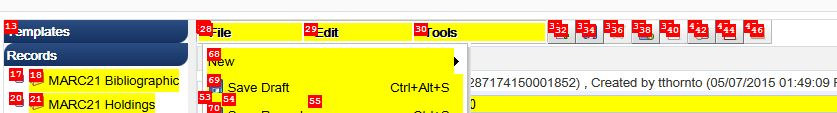 13 Templates 28 File 29 Edit 30 Tools 32 34 36 38 40 42 44 46
Records
68 New
17 18 MARC21 Bibliographic
69 Save Draft Ctrl+Alt+S
287174150001852) , Created by tthornto (05/07/2015 01:49:09 P
20 21 MARC21 Holdings
53 54 55
0
70